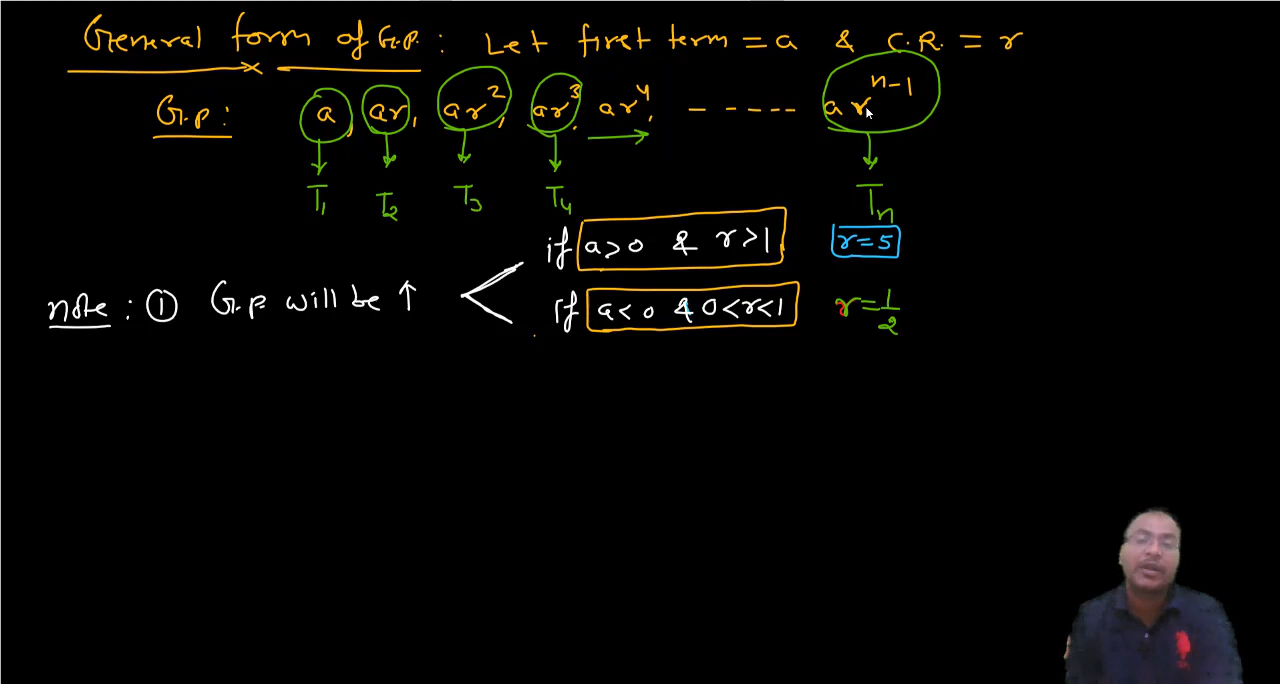 General form of G.P. : Let first term = a & C.R. = r
G.P : a, ar, ar², ar³, ar⁴, ----- arⁿ⁻¹
T₁ T₂ T₃ T₄ Tₙ
if a>0 & r>1 r=5
note : ① G.P will be ↑
if a<0 & 0<r<1 r=1/2